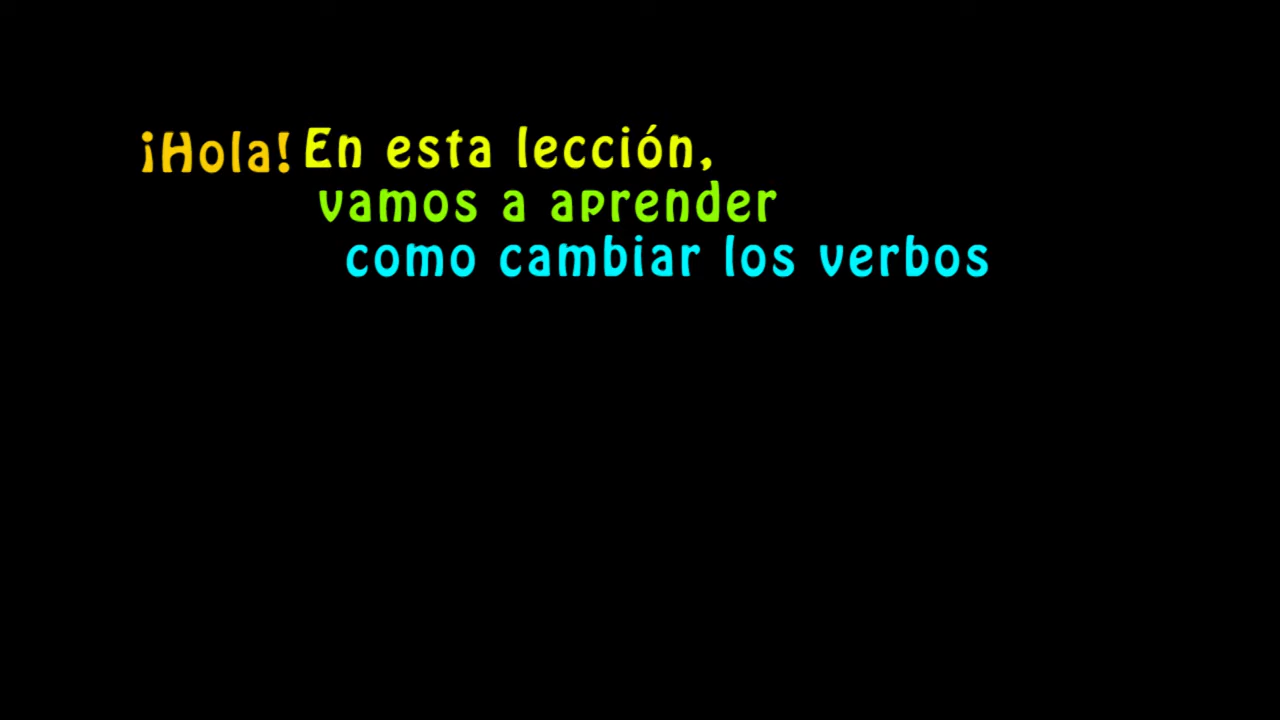 ¡Hola! En esta lección,
vamos a aprender
como cambiar los verbos